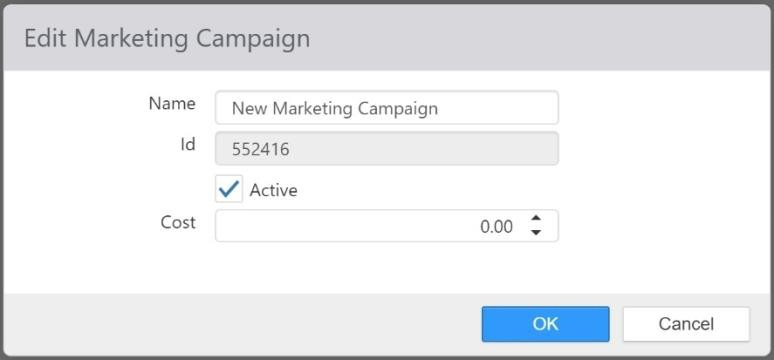 Edit Marketing Campaign
Name New Marketing Campaign
Id 552416
Active
Cost 0.00
OK Cancel